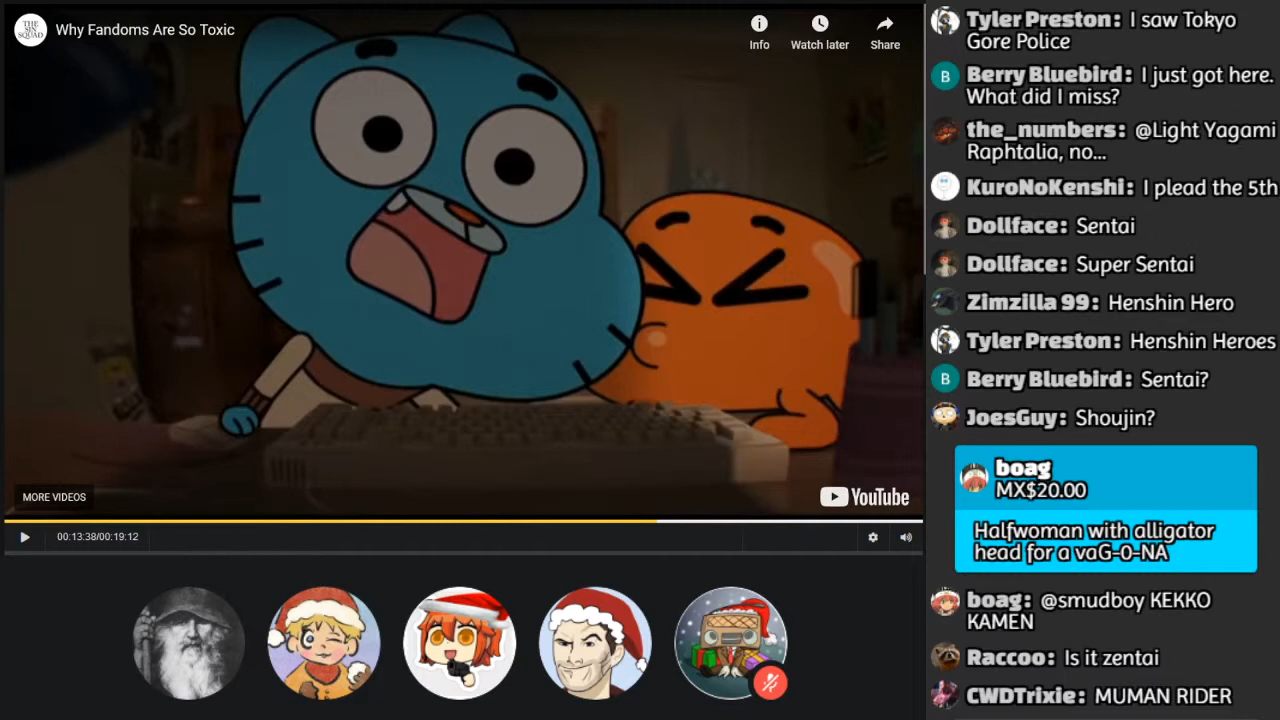 THE
SIN
SQUAD
Why Fandoms Are So Toxic
Info
Watch later
Share
MORE VIDEOS
YouTube
00:13:38/00:19:12
Tyler Preston: I saw Tokyo
Gore Police
B
Berry Bluebird: I just got here.
What did I miss?
the_numbers: @Light Yagami
Raphtalia, no...
KuroNoKenshi: I plead the 5th
Dollface: Sentai
Dollface: Super Sentai
Zimzilla 99: Henshin Hero
Tyler Preston: Henshin Heroes
B
Berry Bluebird: Sentai?
JoesGuy: Shoujin?
boag
MX$20.00
Halfwoman with alligator
head for a vaG-0-NA
boag: @smudboy KEKKO
KAMEN
Raccoo: Is it zentai
CWDTrixie: MUMAN RIDER